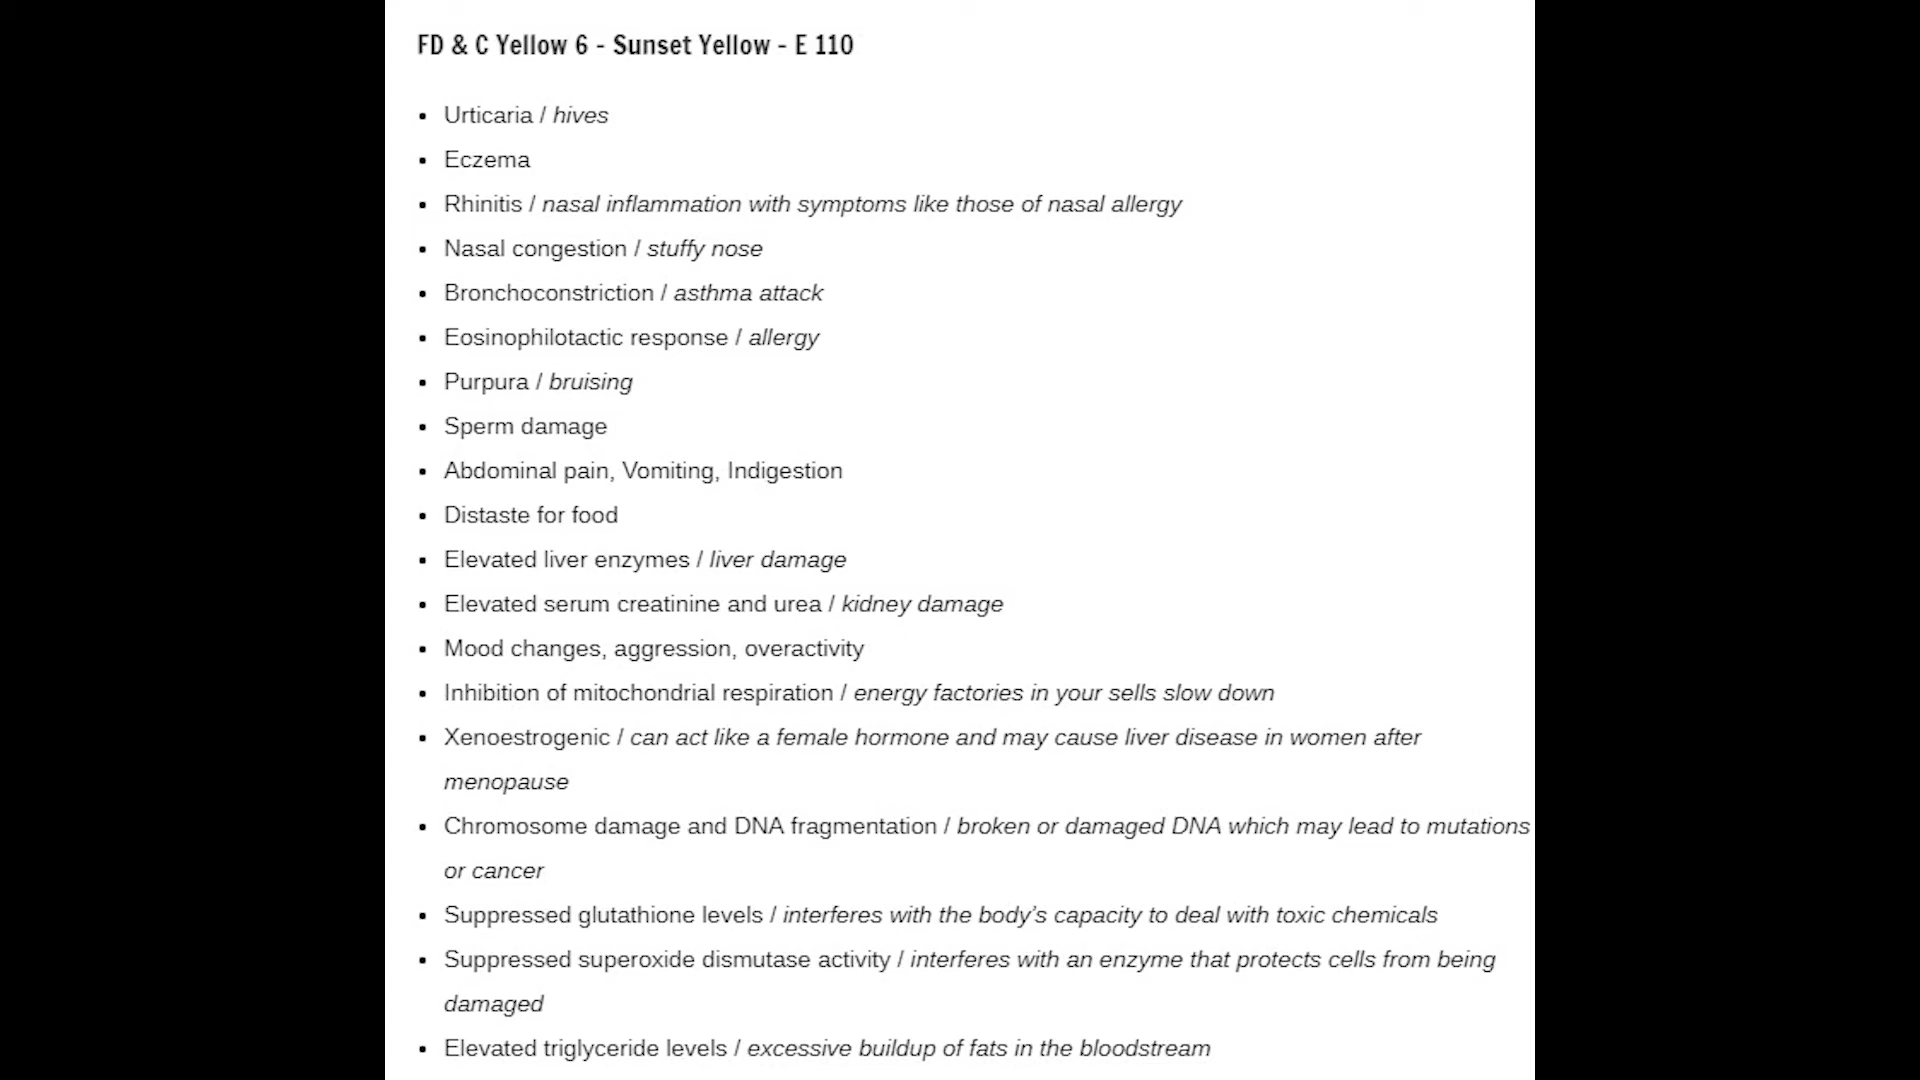 FD & C Yellow 6 - Sunset Yellow - E 110
• Urticaria / hives
• Eczema
• Rhinitis / nasal inflammation with symptoms like those of nasal allergy
• Nasal congestion / stuffy nose
• Bronchoconstriction / asthma attack
• Eosinophilotactic response / allergy
• Purpura / bruising
• Sperm damage
• Abdominal pain, Vomiting, Indigestion
• Distaste for food
• Elevated liver enzymes / liver damage
• Elevated serum creatinine and urea / kidney damage
• Mood changes, aggression, overactivity
• Inhibition of mitochondrial respiration / energy factories in your sells slow down
• Xenoestrogenic / can act like a female hormone and may cause liver disease in women after
menopause
• Chromosome damage and DNA fragmentation / broken or damaged DNA which may lead to mutations
or cancer
• Suppressed glutathione levels / interferes with the body's capacity to deal with toxic chemicals
• Suppressed superoxide dismutase activity / interferes with an enzyme that protects cells from being
damaged
• Elevated triglyceride levels / excessive buildup of fats in the bloodstream